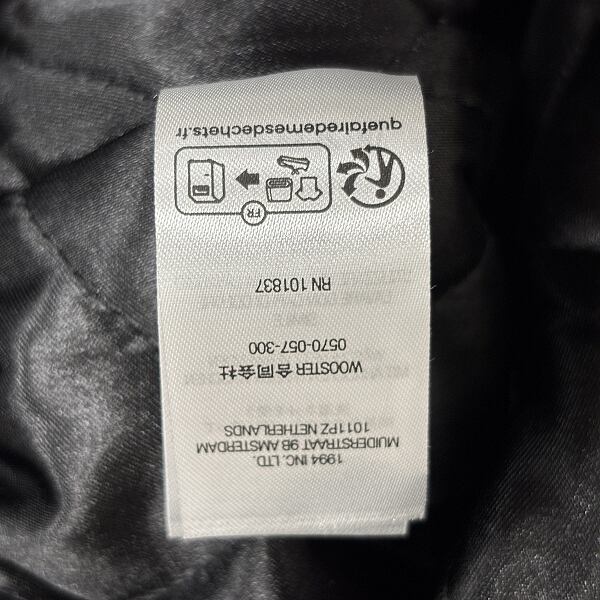 1994 INC. LTD.
MUIDERSTRAAT 9B AMSTERDAM
1011PZ NETHERLANDS
WOOSTER 合同会社
0570-057-300
RN 101837
FR
quefairedemesdechets.fr